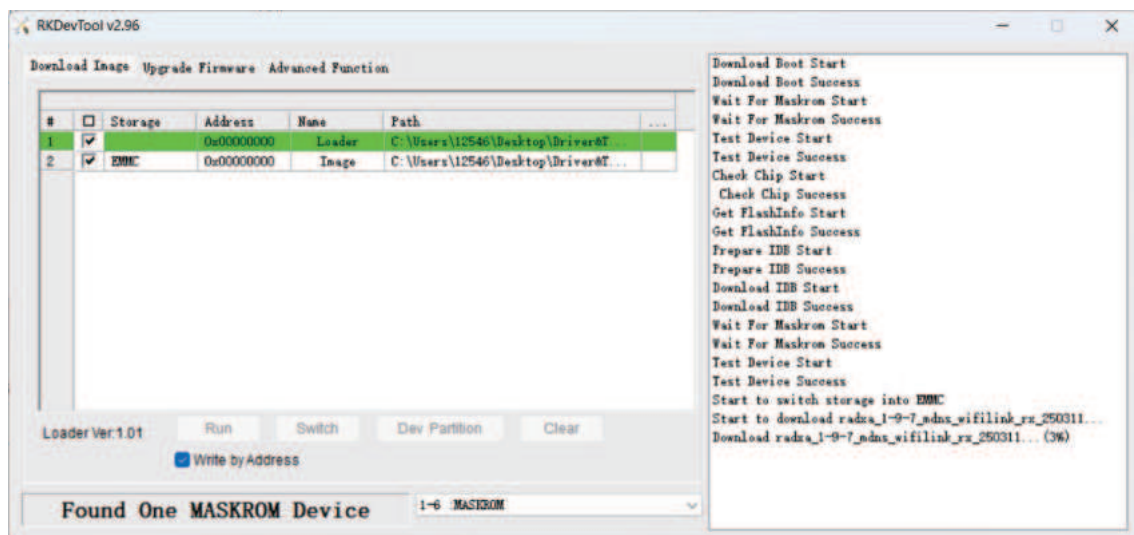 RKDevTool v2.96
Download Image Upgrade Firmware Advanced Function
# Storage Address Name Path ...
1 0x00000000 Loader C:\Users\12546\Desktop\Driver&T...
2 EMMC 0x00000000 Image C:\Users\12546\Desktop\Driver&T...
Loader Ver:1.01 Run Switch Dev Partition Clear
Write by Address
Found One MASKROM Device 1-6 :MASKROM
Download Boot Start
Download Boot Success
Wait For Maskrom Start
Wait For Maskrom Success
Test Device Start
Test Device Success
Check Chip Start
Check Chip Success
Get FlashInfo Start
Get FlashInfo Success
Prepare IDB Start
Prepare IDB Success
Download IDB Start
Download IDB Success
Wait For Maskrom Start
Wait For Maskrom Success
Test Device Start
Test Device Success
Start to switch storage into EMMC
Start to download radxa_1-9-7_mdns_wifilink_rx_250311...
Download radxa_1-9-7_mdns_wifilink_rx_250311... (3%)